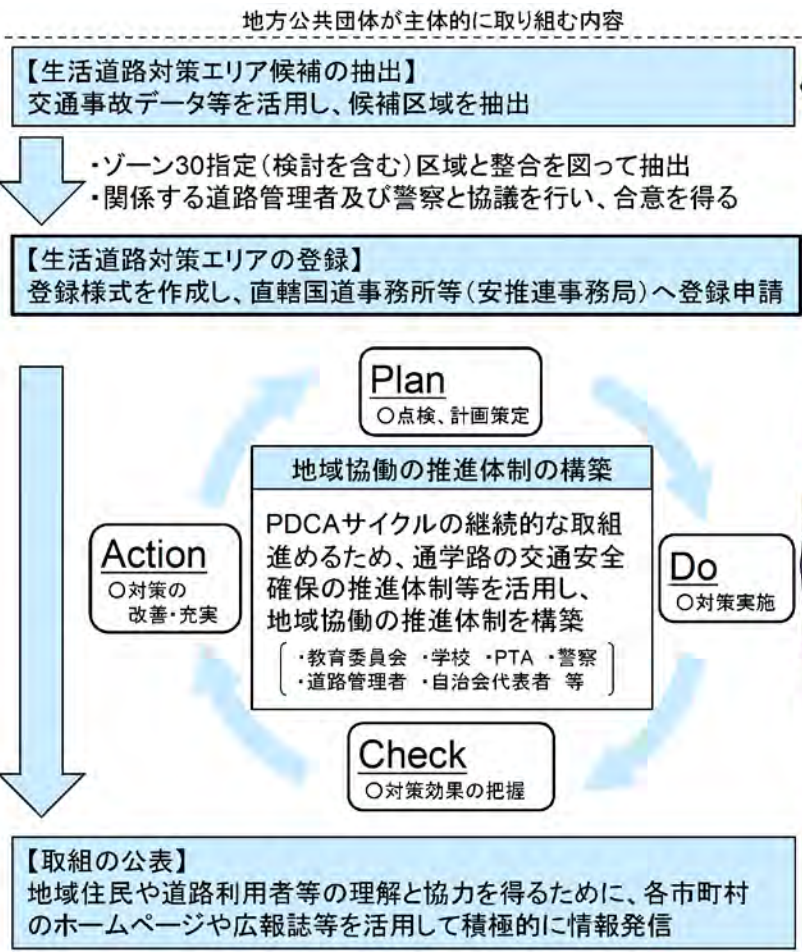 地方公共団体が主体的に取り組む内容
【生活道路対策エリア候補の抽出】
交通事故データ等を活用し、候補区域を抽出
・ゾーン30指定(検討を含む)区域と整合を図って抽出
・関係する道路管理者及び警察と協議を行い、合意を得る
【生活道路対策エリアの登録】
登録様式を作成し、直轄国道事務所等(安推連事務局)へ登録申請
Plan
○点検、計画策定
地域協働の推進体制の構築
PDCAサイクルの継続的な取組
進めるため、通学路の交通安全
確保の推進体制等を活用し、
地域協働の推進体制を構築
・教育委員会 ・学校 ・PTA ・警察
・道路管理者 ・自治会代表者 等
Action
○対策の
改善・充実
Do
○対策実施
Check
○対策効果の把握
【取組の公表】
地域住民や道路利用者等の理解と協力を得るために、各市町村
のホームページや広報誌等を活用して積極的に情報発信